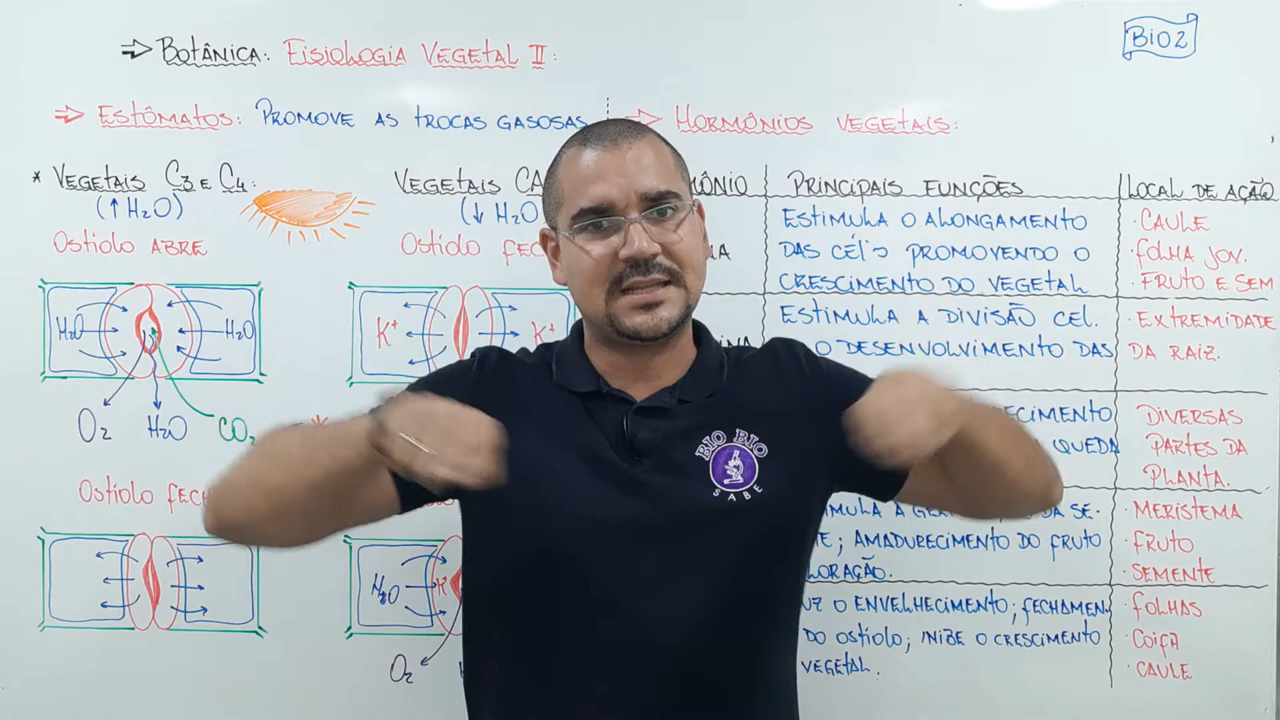 ⇒ BOTÂNICA: FISIOLOGIA VEGETAL II:
BIO2
⇒ ESTÔMATOS: PROMOVE AS TROCAS GASOSAS
⇒ HORMÔNIOS VEGETAIS:
* VEGETAIS C3 E C4:
(↑ H2O)
OSTÍOLO ABRE
H2O H2O
O2 H2O CO2
OSTÍOLO
VEGETAIS
(↓ H2O
OSTÍOLO
K+ K+
*
H2O
O2
PRINCIPAIS FUNÇÕES
LOCAL DE AÇÃO
ESTIMULA O ALONGAMENTO
DAS CÉLS PROMOVENDO O
CRESCIMENTO DO VEGETAL
· CAULE
· FOLHA JOV.
· FRUTO E SEM
ESTIMULA A DIVISÃO CEL.
O DESENVOLVIMENTO DAS
· EXTREMIDADE
DA RAIZ.
QUEDA
DIVERSAS
PARTES DA
PLANTA.
A
; AMADURECIMENTO DO FRUTO
· MERISTEMA
· FRUTO
· SEMENTE
O ENVELHECIMENTO; FECHAMEN.
DO OSTÍOLO; INIBE O CRESCIMENTO
VEGETAL.
· FOLHAS
· COIFA
· CAULE
BIO BIO
SABE